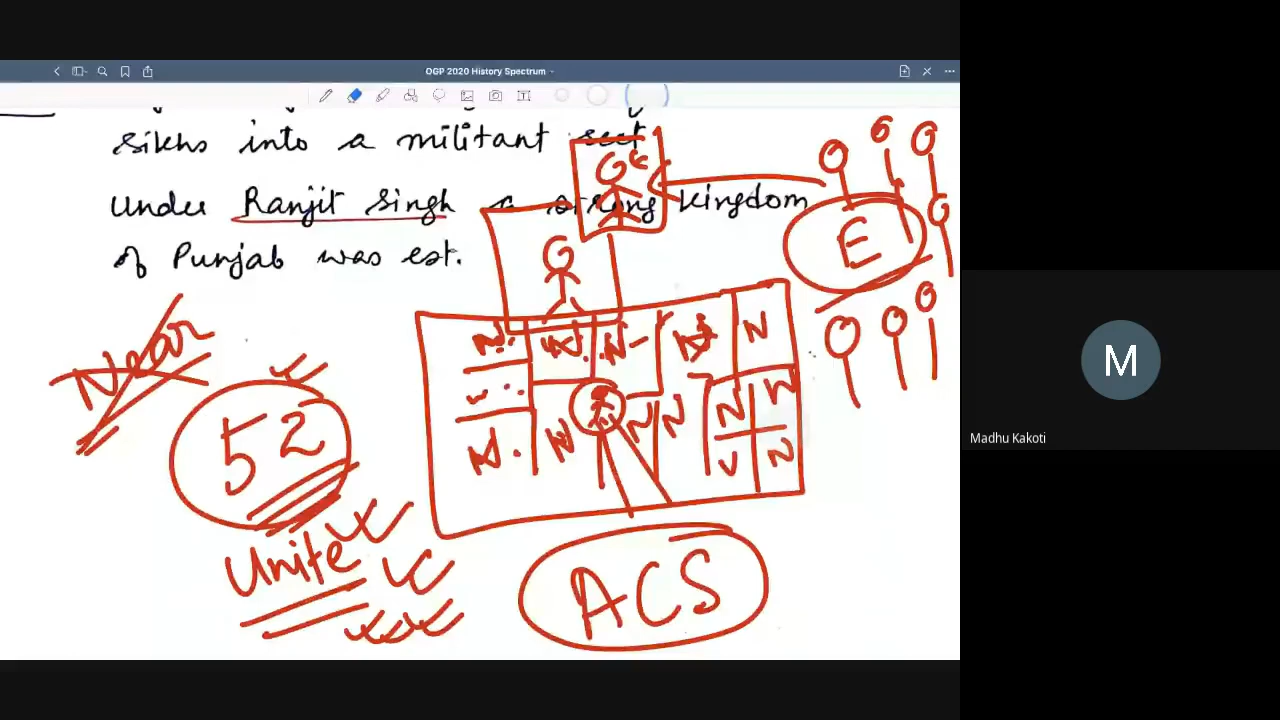 OGP 2020 History Spectrum
sikhs into a militant sect
under Ranjit Singh a strong kingdom
of Punjab was est.
E
N N N N
N N
N N N N N
V N
52
Unite
ACS
M
Madhu Kakoti